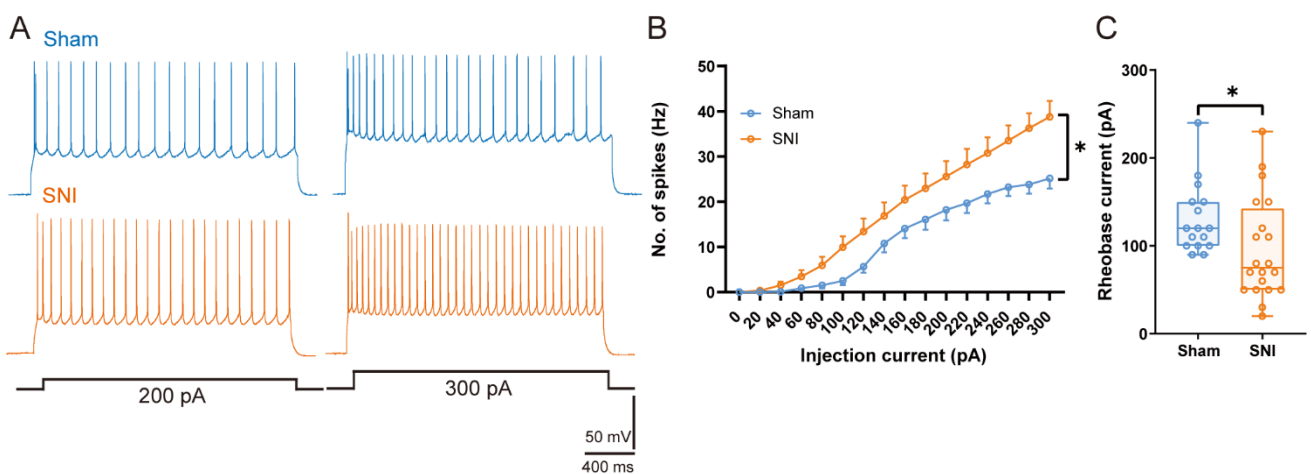 A
Sham
SNI
200 pA
300 pA
50 mV
400 ms
B
No. of spikes (Hz)
50
40
30
20
10
0
Sham
SNI
*
0 20 40 60 80 100 120 140 160 180 200 220 240 260 280 300
Injection current (pA)
C
Rheobase current (pA)
300
200
100
0
*
Sham SNI